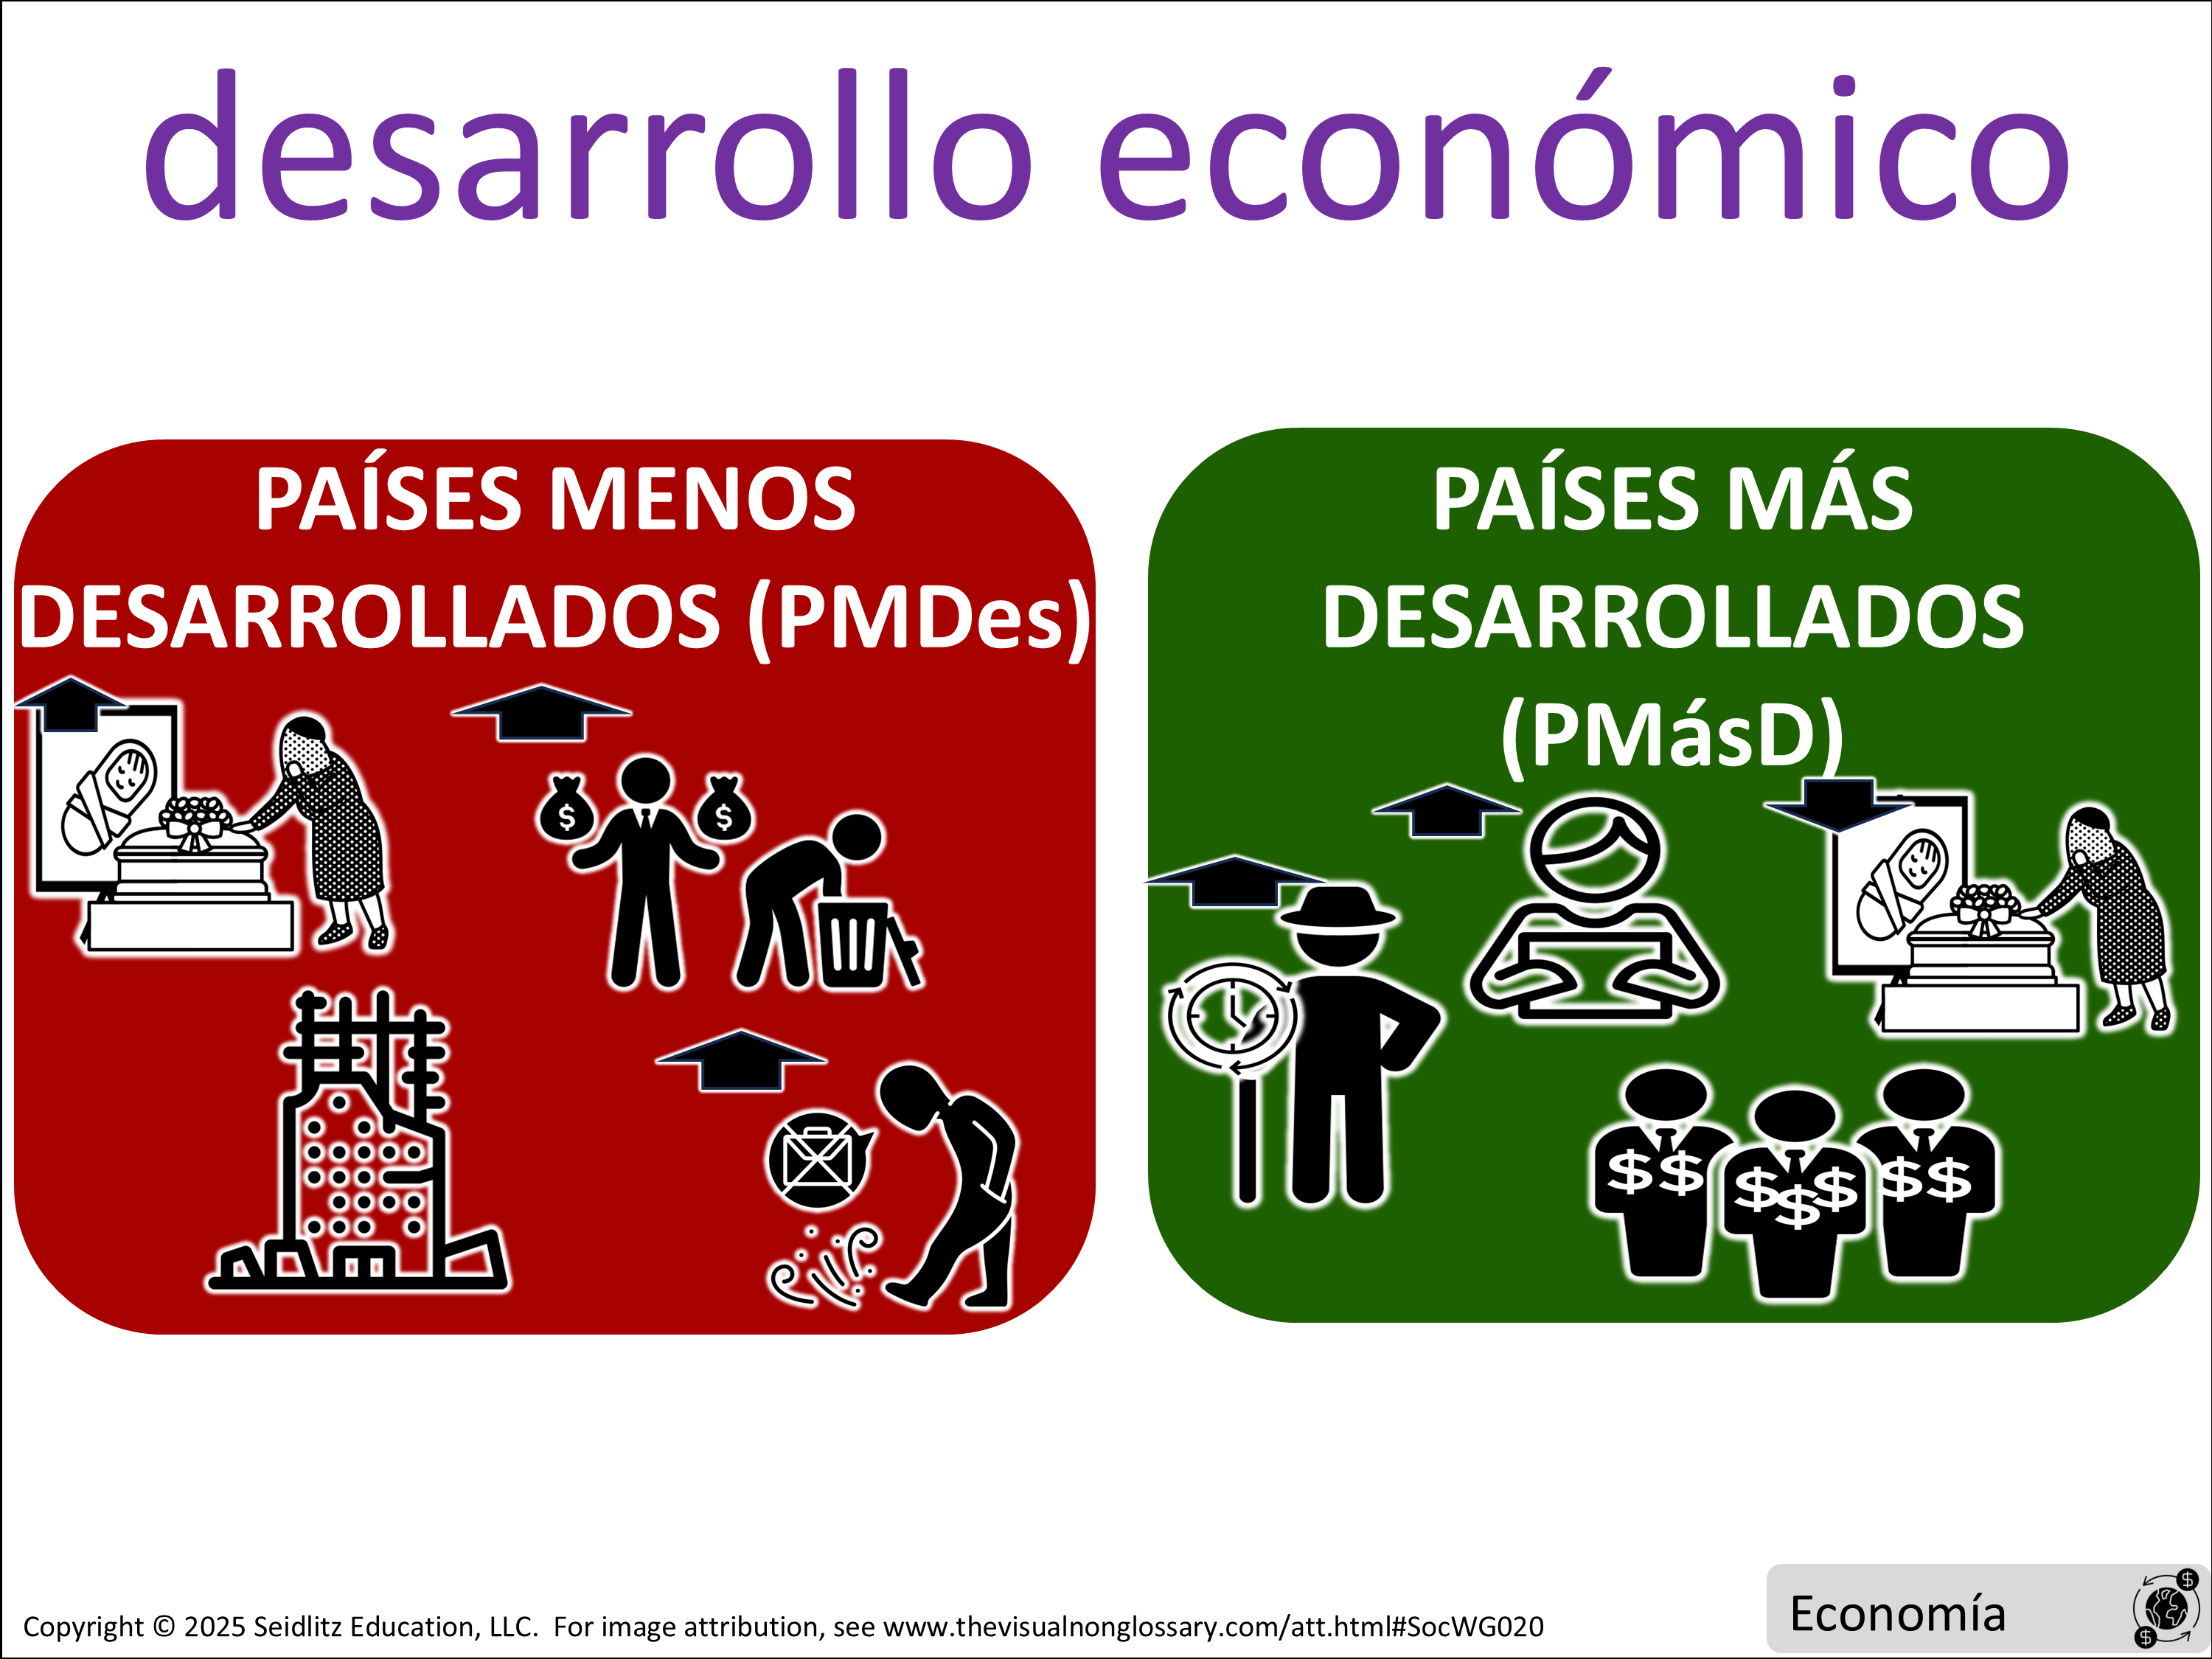 desarrollo económico
PAÍSES MENOS
DESARROLLADOS (PMDes)
PAÍSES MÁS
DESARROLLADOS
(PMásD)
$ $
$$ $$$ $$
Economía
$
$
Copyright © 2025 Seidlitz Education, LLC. For image attribution, see www.thevisualnonglossary.com/att.html#SocWG020